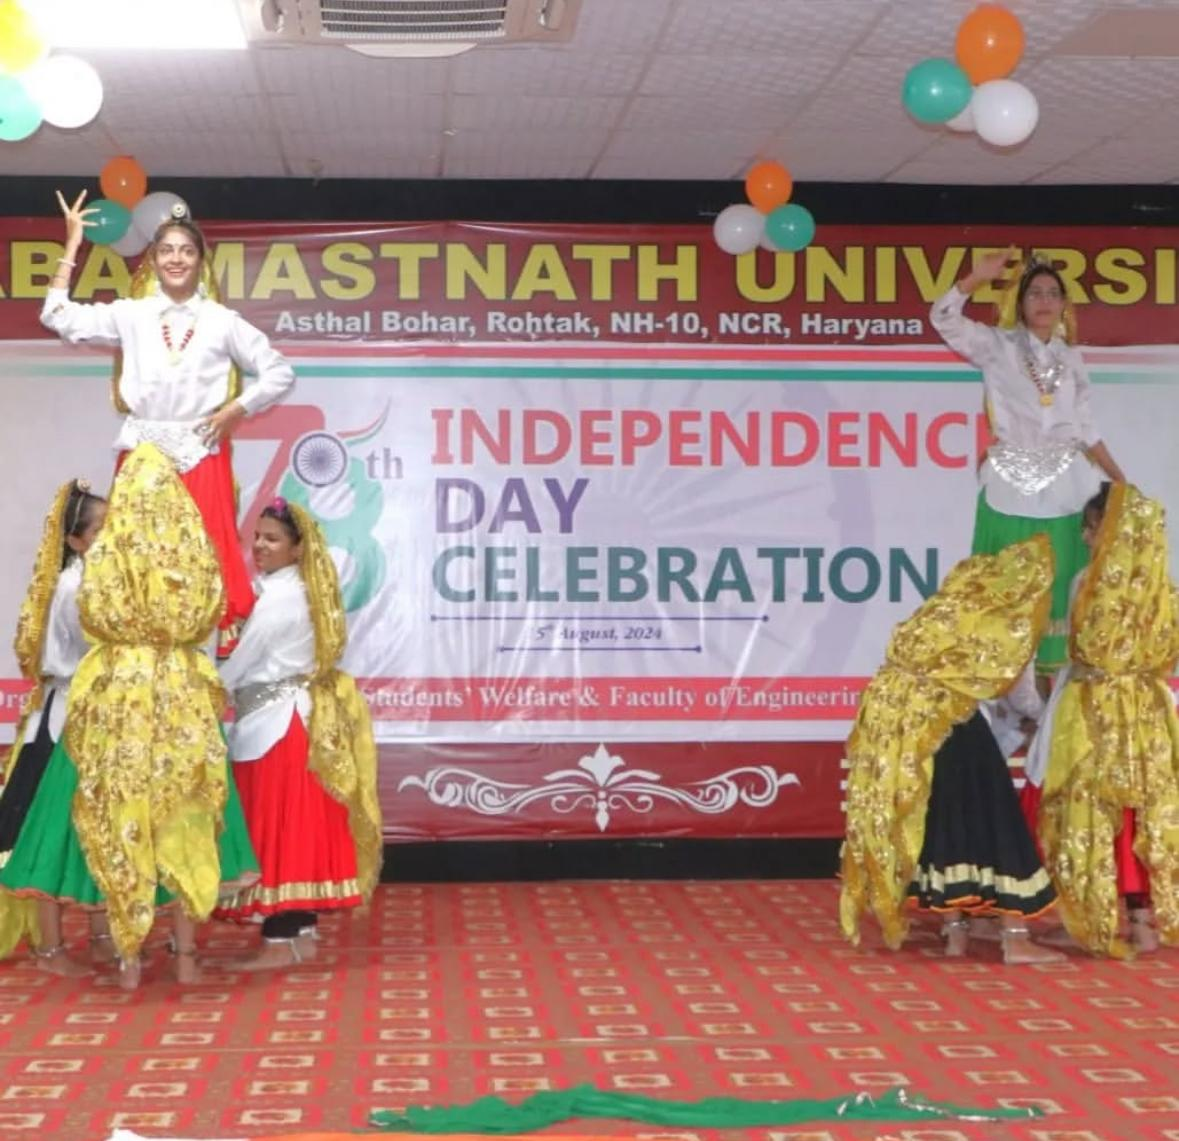 ABA MASTNATH UNIVERSI
Asthal Bohar, Rohtak, NH-10, NCR, Haryana
78th
INDEPENDENC
DAY
CELEBRATION
5th August, 2024
Org Students' Welfare & Faculty of Engineerin